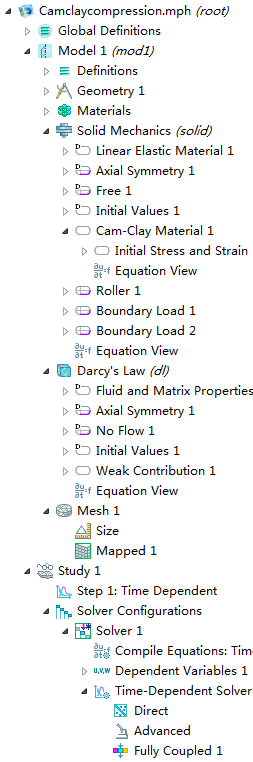 Camclaycompression.mph (root)
Global Definitions
Model 1 (mod1)
Definitions
Geometry 1
Materials
Solid Mechanics (solid)
D Linear Elastic Material 1
D Axial Symmetry 1
D Free 1
D Initial Values 1
Cam-Clay Material 1
Initial Stress and Strain
∂u/∂t=f Equation View
Roller 1
Boundary Load 1
Boundary Load 2
∂u/∂t=f Equation View
Darcy's Law (dl)
D Fluid and Matrix Properties
D Axial Symmetry 1
D No Flow 1
D Initial Values 1
Weak Contribution 1
∂u/∂t=f Equation View
Mesh 1
Size
Mapped 1
Study 1
Step 1: Time Dependent
Solver Configurations
Solver 1
Compile Equations: Tim
u,v,w Dependent Variables 1
Time-Dependent Solver
Direct
Advanced
Fully Coupled 1